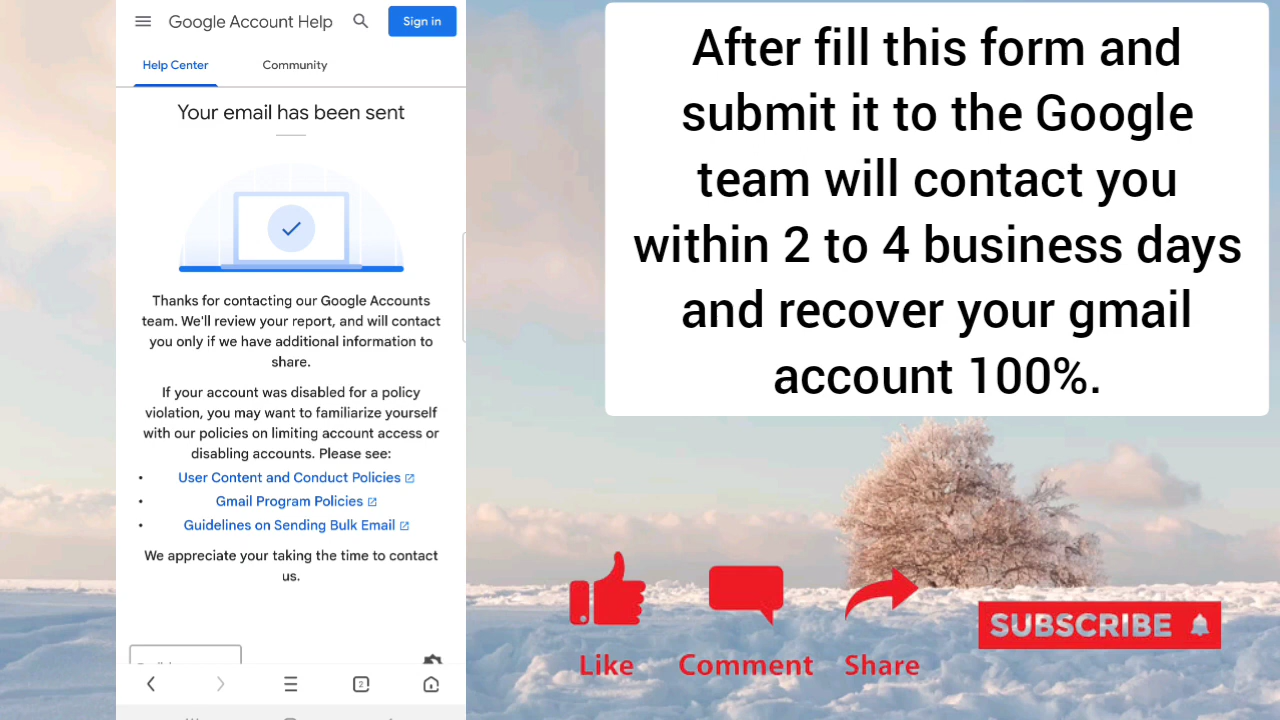 Google Account Help
Sign in
Help Center
Community
Your email has been sent
Thanks for contacting our Google Accounts
team. We'll review your report, and will contact
you only if we have additional information to
share.
If your account was disabled for a policy
violation, you may want to familiarize yourself
with our policies on limiting account access or
disabling accounts. Please see:
• User Content and Conduct Policies
• Gmail Program Policies
• Guidelines on Sending Bulk Email
We appreciate your taking the time to contact
us.
2
After fill this form and
submit it to the Google
team will contact you
within 2 to 4 business days
and recover your gmail
account 100%.
Like
Comment
Share
SUBSCRIBE